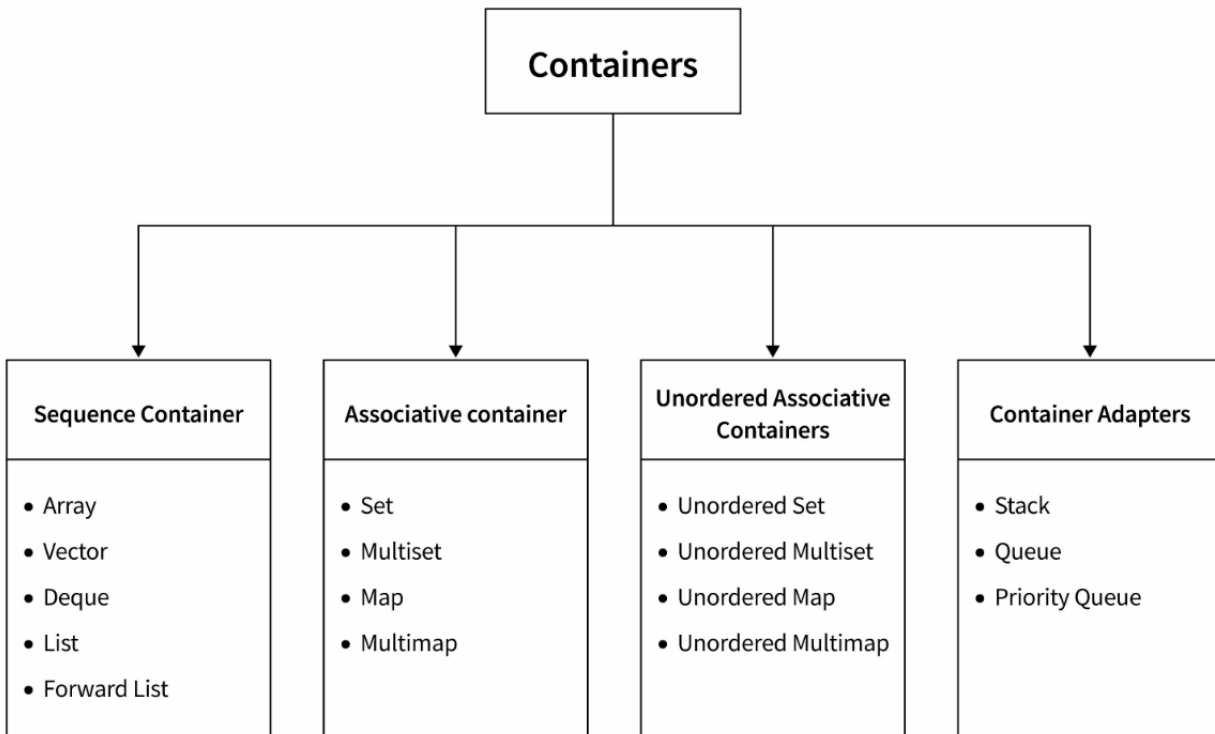 Containers
Sequence Container
• Array
• Vector
• Deque
• List
• Forward List
Associative container
• Set
• Multiset
• Map
• Multimap
Unordered Associative
Containers
• Unordered Set
• Unordered Multiset
• Unordered Map
• Unordered Multimap
Container Adapters
• Stack
• Queue
• Priority Queue